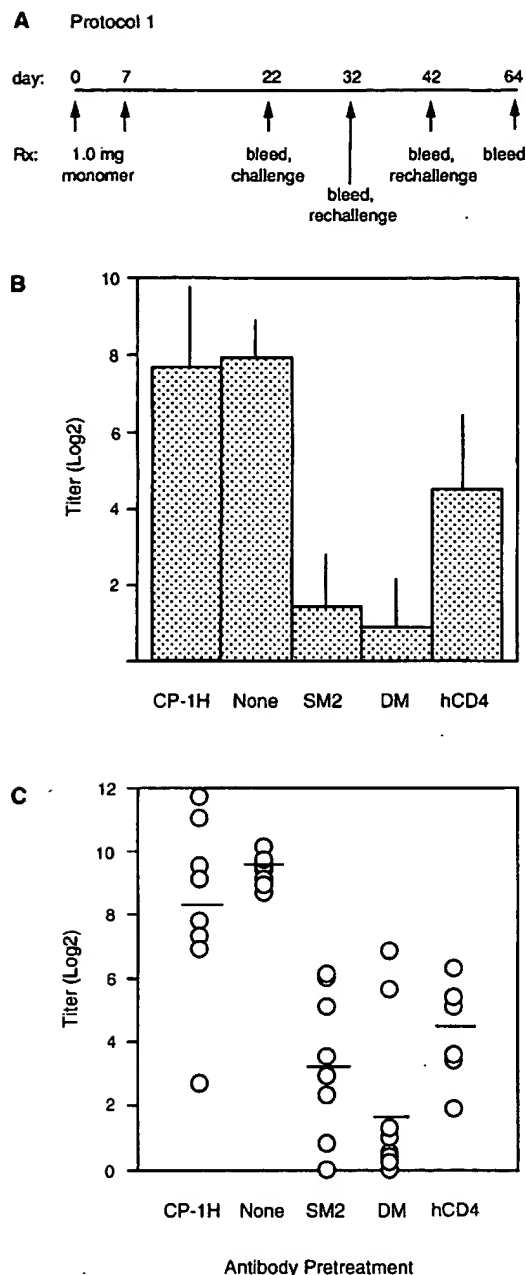 A Protocol 1
day: 0 7 22 32 42 64
Rx: 1.0 mg monomer
bleed, challenge
bleed, rechallenge
bleed, rechallenge
bleed
B
10
8
6
4
2
Titer (Log2)
CP-1H None SM2 DM hCD4
C
12
10
8
6
4
2
0
Titer (Log2)
CP-1H None SM2 DM hCD4
Antibody Pretreatment